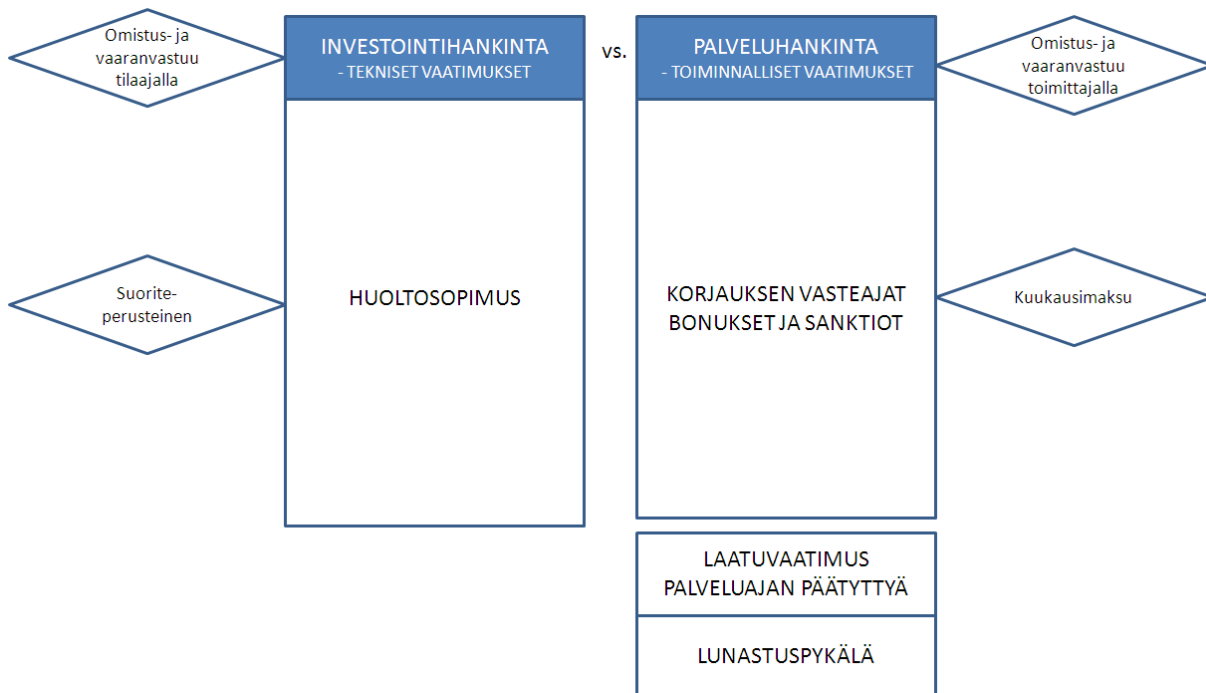 Omistus- ja
vaaranvastuu
tilaajalla
INVESTOINTIHANKINTA
- TEKNISET VAATIMUKSET
vs.
PALVELUHANKINTA
- TOIMINNALLISET VAATIMUKSET
Omistus- ja
vaaranvastuu
toimittajalla
Suorite-
perusteinen
HUOLTOSOPIMUS
KORJAUKSEN VASTEAJAT
BONUKSET JA SANKTIOT
Kuukausimaksu
LAATUVAATIMUS
PALVELUAJAN PÄÄTYTTYÄ
LUNASTUSPYKÄLÄ